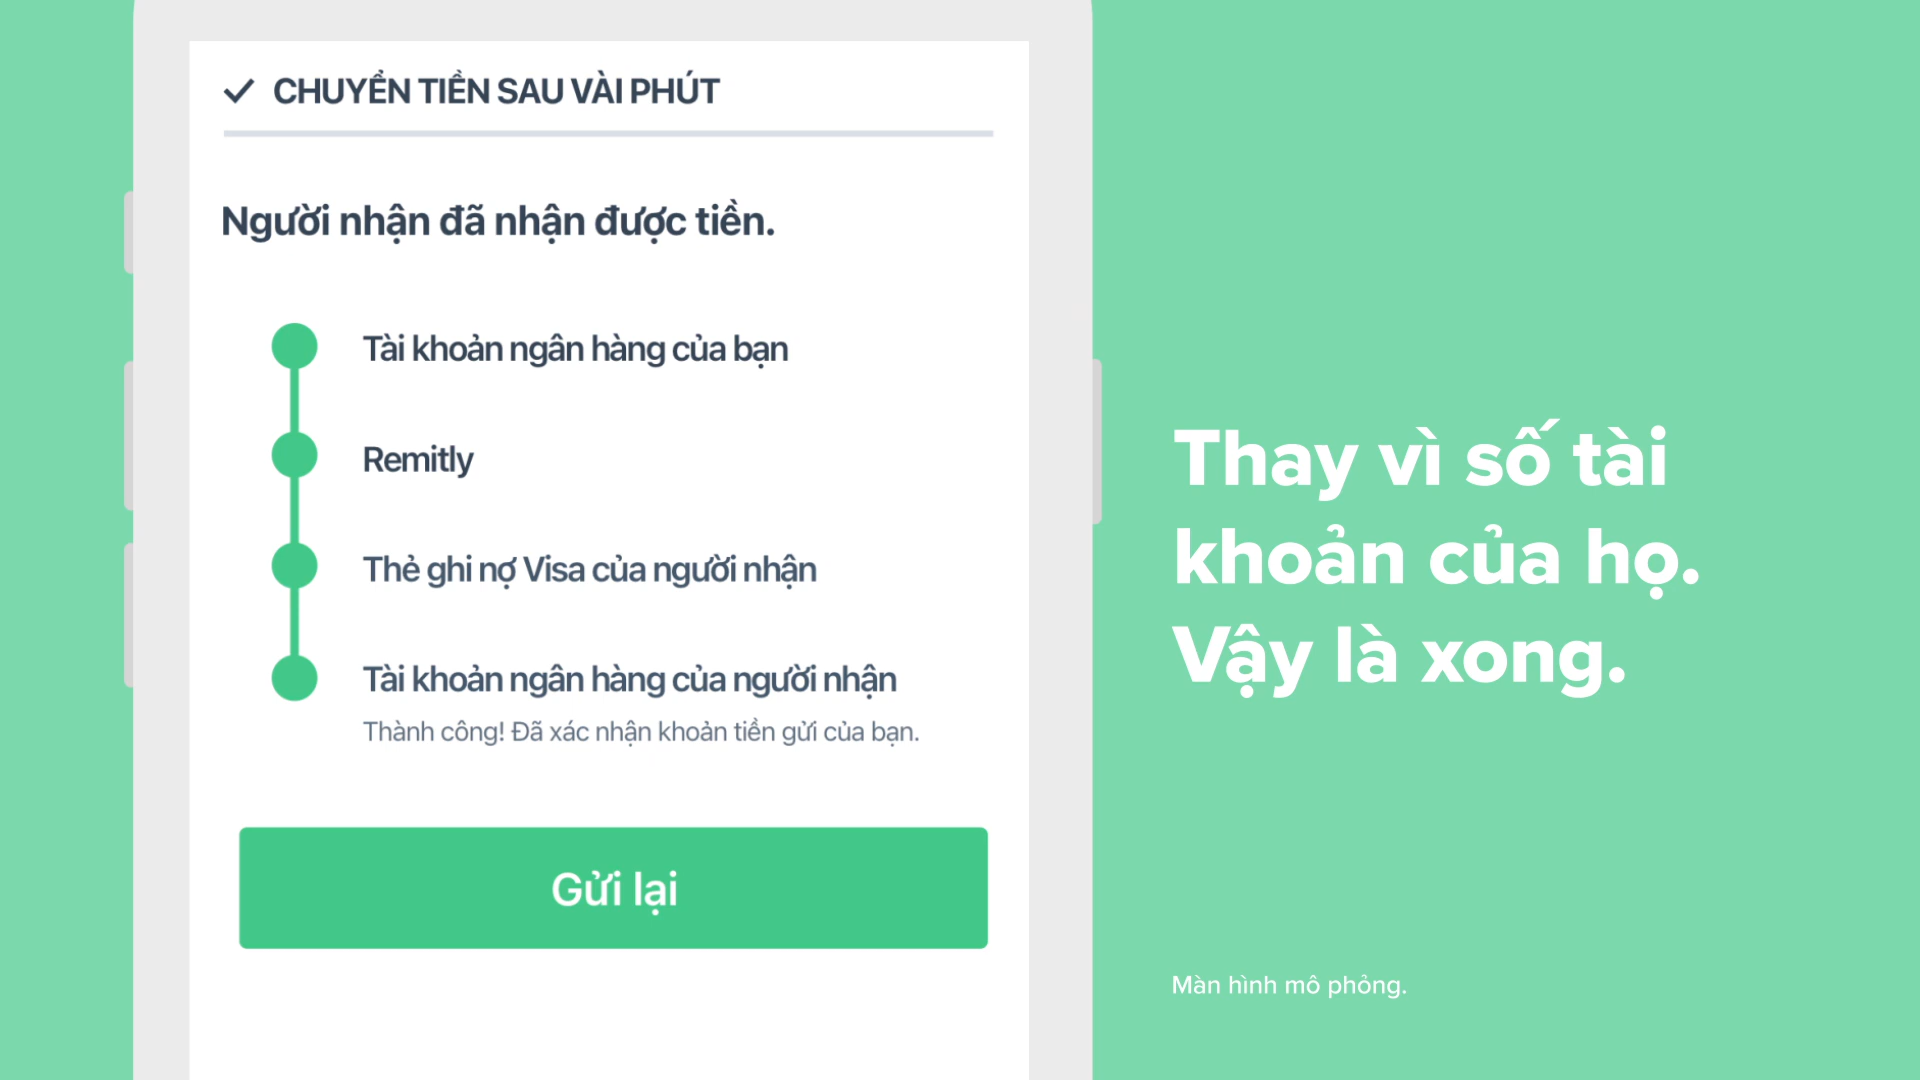 CHUYỂN TIỀN SAU VÀI PHÚT
Người nhận đã nhận được tiền.
Tài khoản ngân hàng của bạn
Remitly
Thẻ ghi nợ Visa của người nhận
Tài khoản ngân hàng của người nhận
Thành công! Đã xác nhận khoản tiền gửi của bạn.
Gửi lại
Thay vì số tài
khoản của họ.
Vậy là xong.
Màn hình mô phỏng.